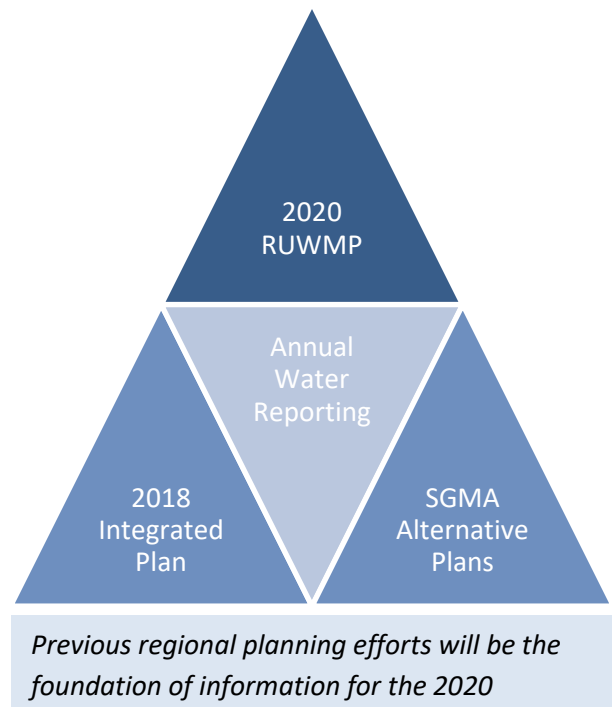 2020
RUWMP
Annual
Water
Reporting
2018
Integrated
Plan
SGMA
Alternative
Plans
Previous regional planning efforts will be the
foundation of information for the 2020